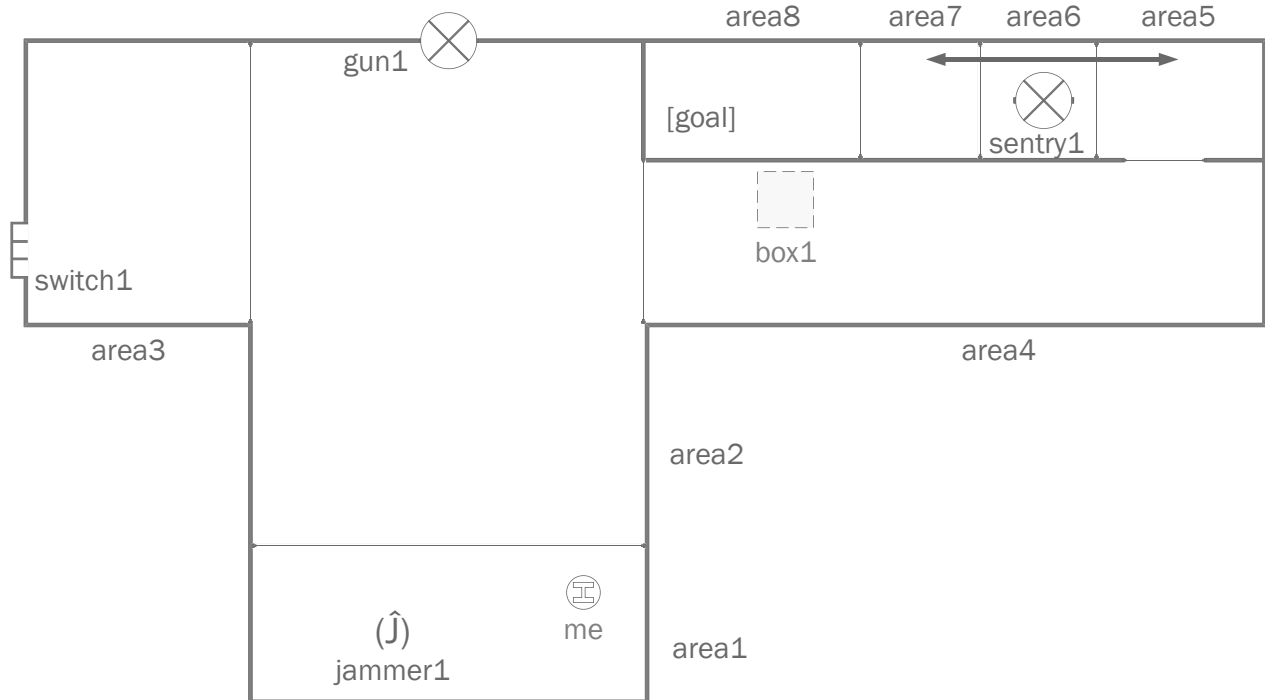 area8
area7
area6
area5
gun1
[goal]
sentry1
box1
switch1
area3
area4
area2
(Ĵ)
jammer1
me
area1